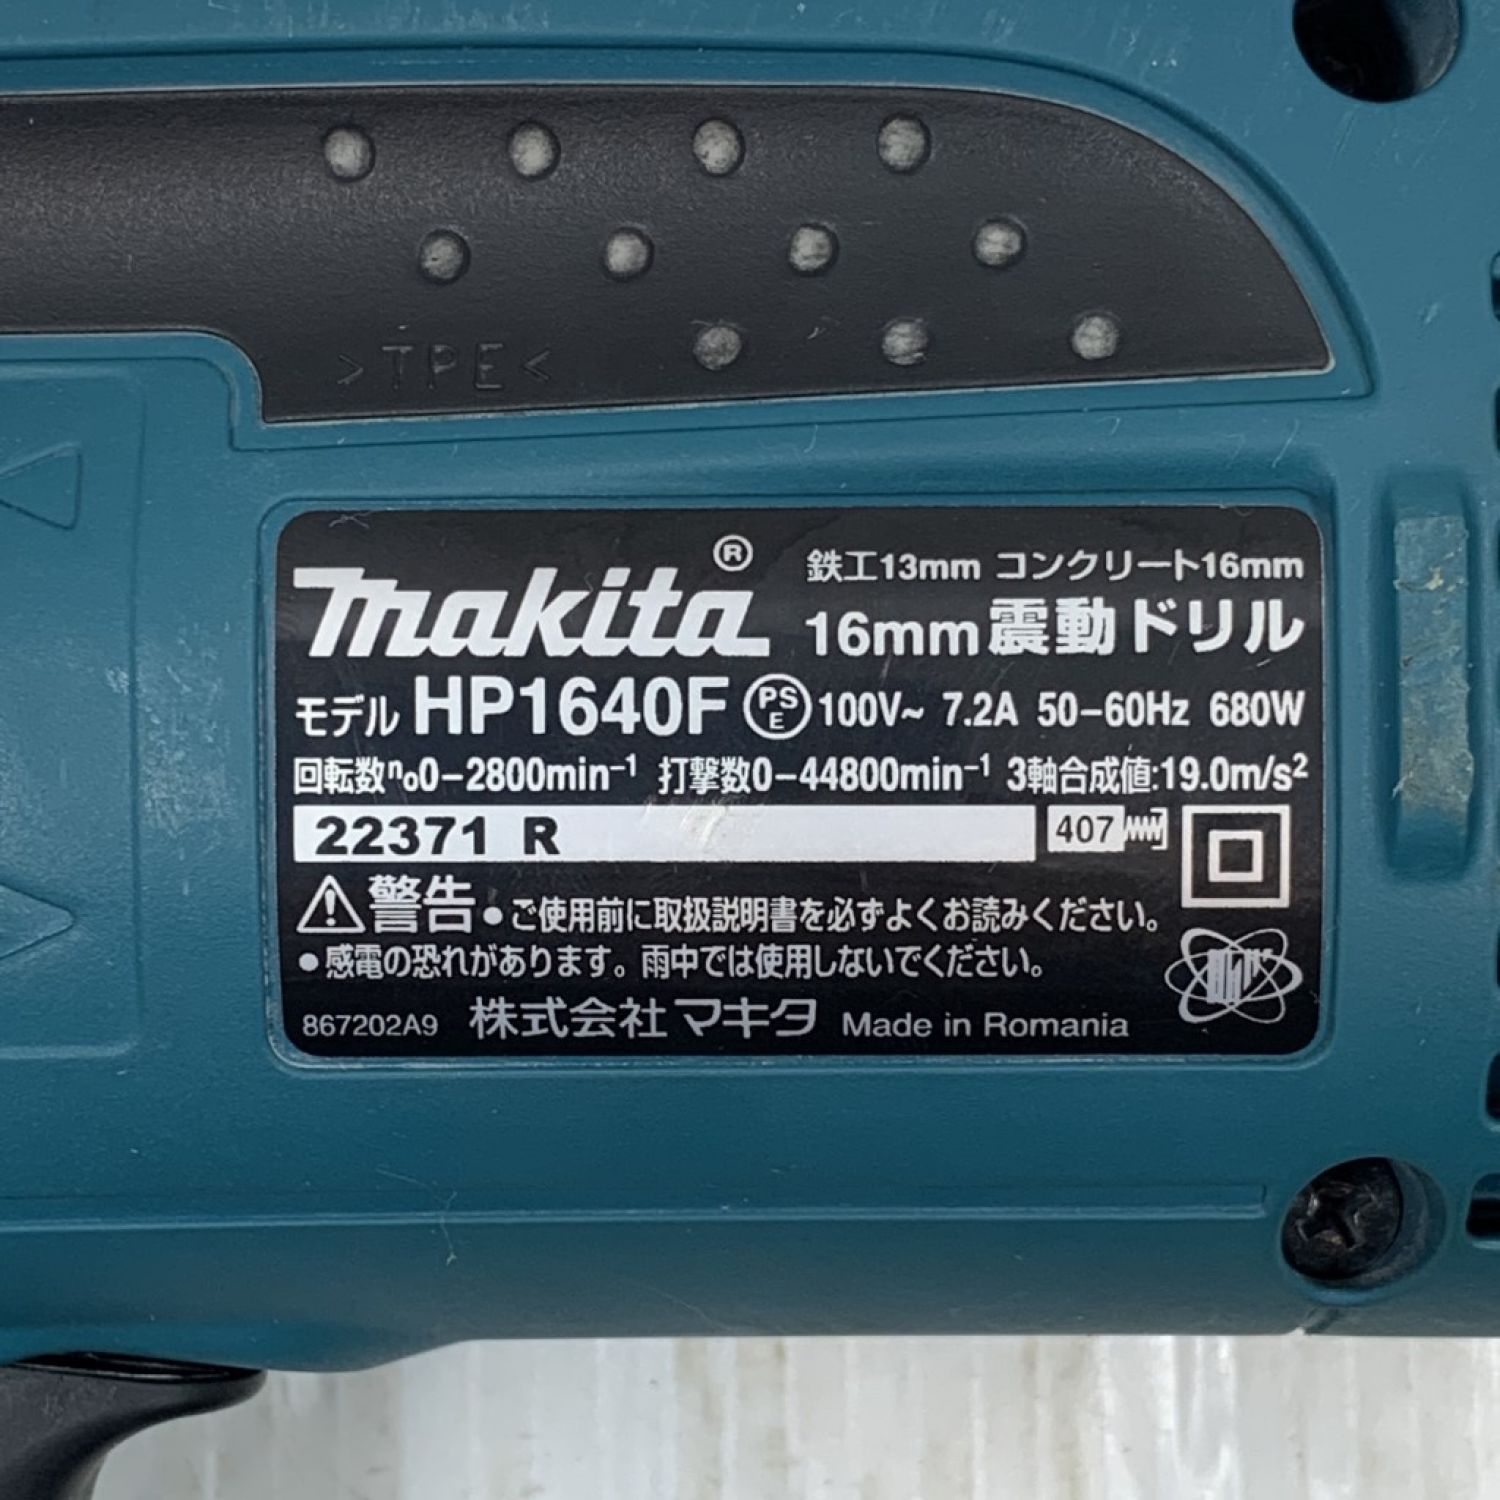 >TPE<
makita®
鉄工13mm コンクリート16mm
16mm震動ドリル
モデル HP1640F PSE 100V~ 7.2A 50-60Hz 680W
回転数n₀0-2800min⁻¹ 打撃数0-44800min⁻¹ 3軸合成値:19.0m/s²
22371 R
407
警告 ●ご使用前に取扱説明書を必ずよくお読みください。
●感電の恐れがあります。雨中では使用しないでください。
867202A9 株式会社マキタ Made in Romania